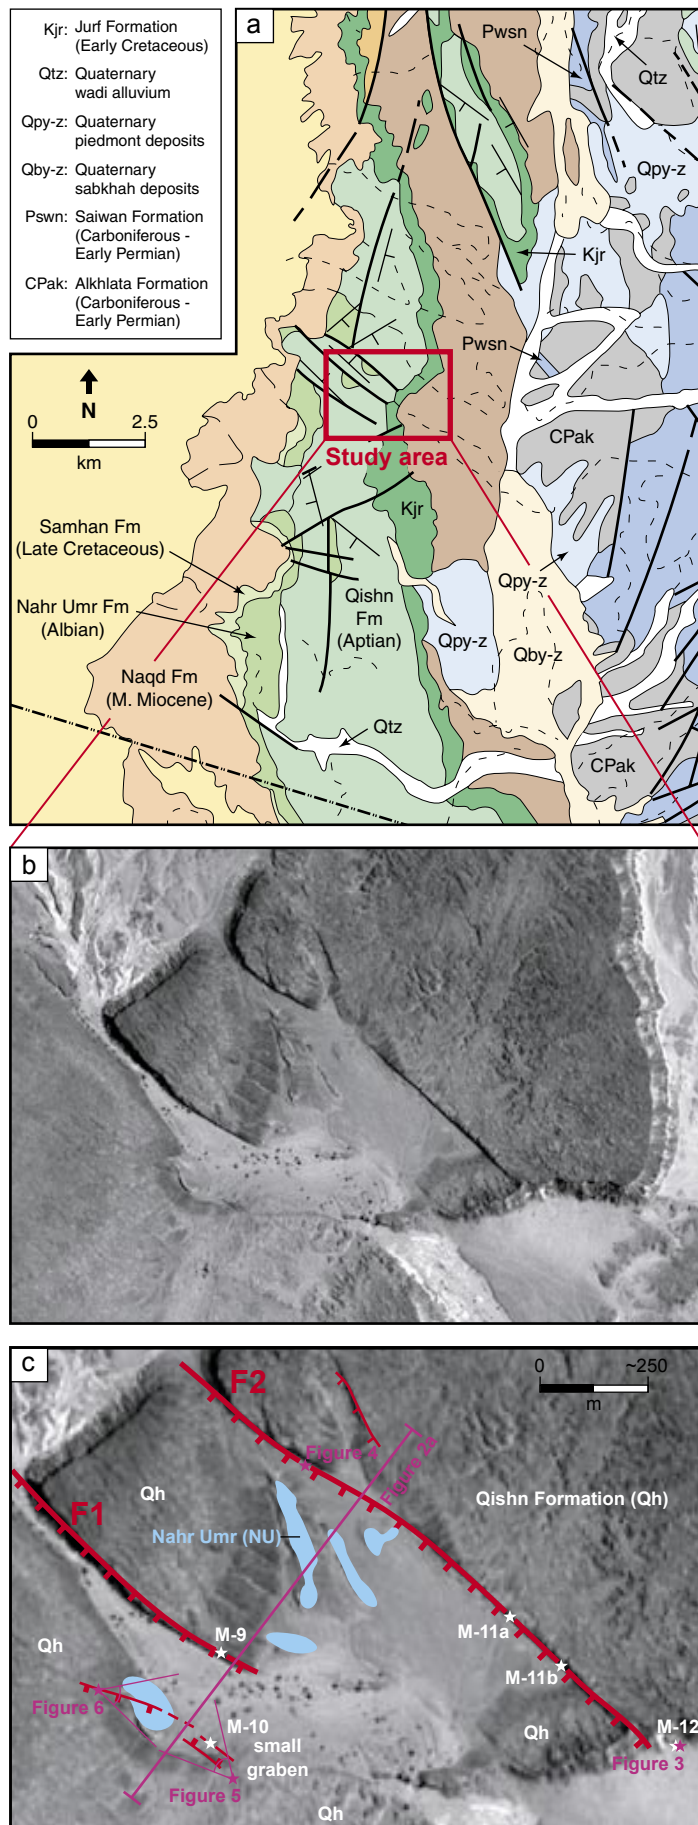 Kjr: Jurf Formation
(Early Cretaceous)
Qtz: Quaternary
wadi alluvium
Qpy-z: Quaternary
piedmont deposits
Qby-z: Quaternary
sabkhah deposits
Pswn: Saiwan Formation
(Carboniferous -
Early Permian)
CPak: Alkhlata Formation
(Carboniferous -
Early Permian)
a
Pwsn
Qtz
Qpy-z
Kjr
Pwsn
N
0 2.5
km
Study area
CPak
Samhan Fm
(Late Cretaceous)
Kjr
Nahr Umr Fm
(Albian)
Qishn
Fm
(Aptian)
Qpy-z
Qpy-z
Qby-z
Naqd Fm
(M. Miocene)
Qtz
CPak
b
c
0 ~250
m
F2
Figure 4
Figure 2a
Qh
Qishn Formation (Qh)
F1
Nahr Umr (NU)
Qh
M-9
M-11a
M-11b
Figure 6
M-10
small
graben
Qh
M-12
Figure 3
Figure 5
Qh